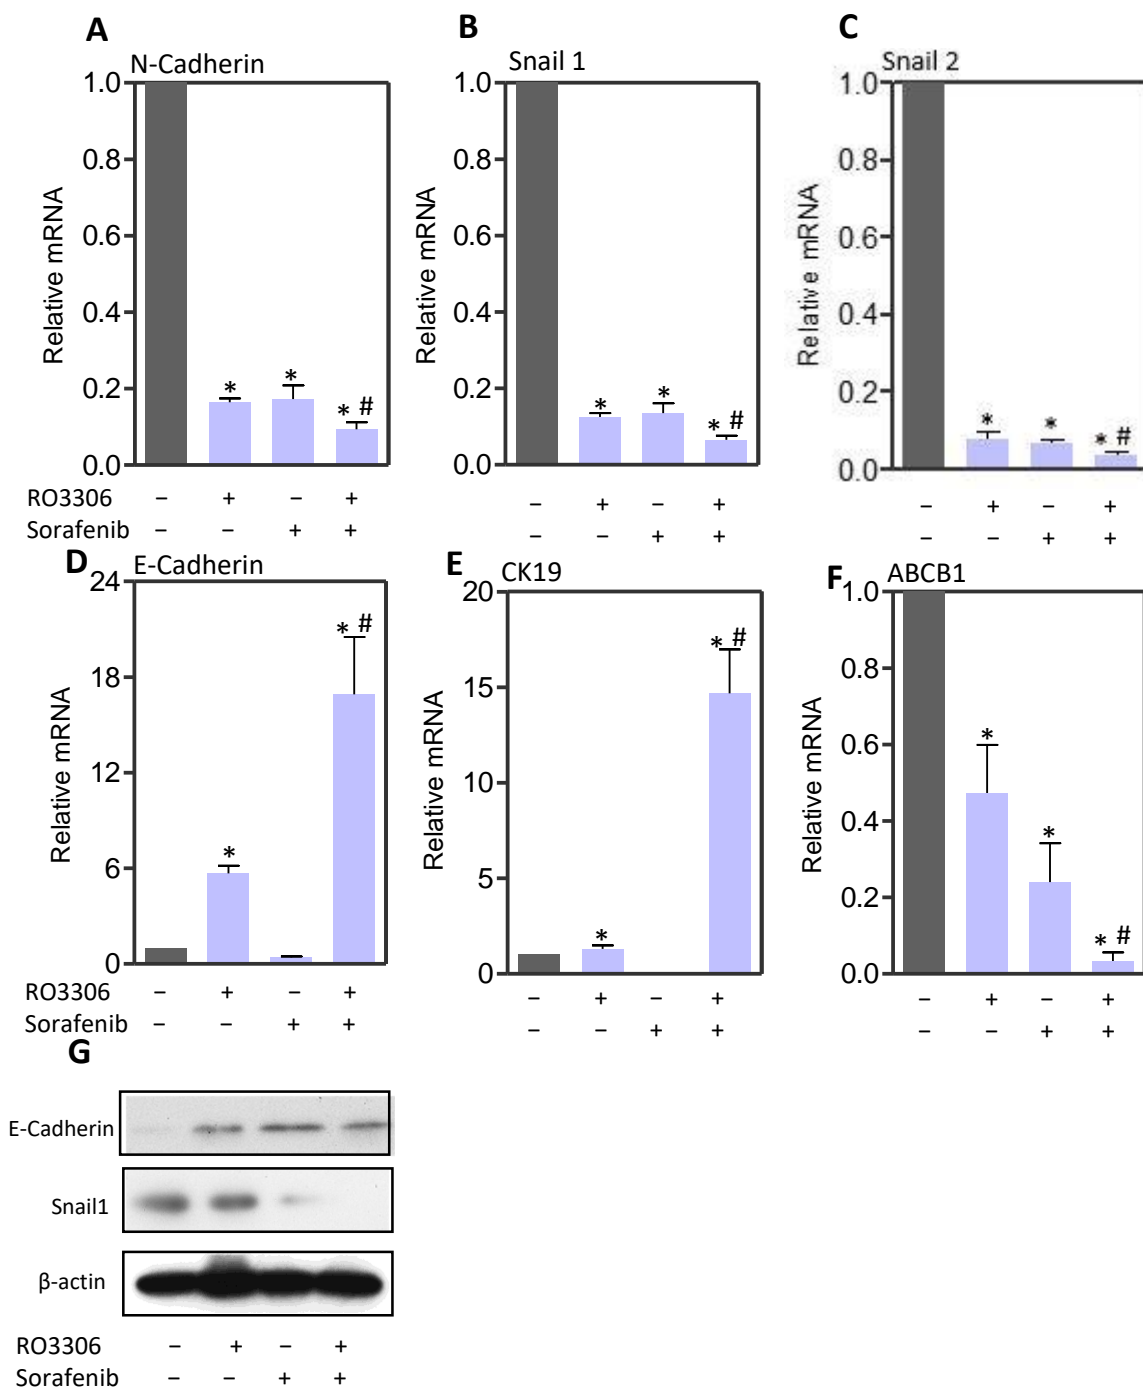 A
N-Cadherin
1.0
0.8
0.6
0.4
0.2
0.0
Relative mRNA
*
*
* #
RO3306 − + − +
Sorafenib − − + +
B
Snail 1
1.0
0.8
0.6
0.4
0.2
0.0
Relative mRNA
*
*
* #
− + − +
− − + +
C
Snail 2
1.0
0.8
0.6
0.4
0.2
0.0
Relative mRNA
*
*
* #
− + − +
− − + +
D
E-Cadherin
24
18
12
6
0
Relative mRNA
*
* #
RO3306 − + − +
Sorafenib − − + +
E
CK19
20
15
10
5
0
Relative mRNA
*
* #
− + − +
− − + +
F
ABCB1
1.0
0.8
0.6
0.4
0.2
0.0
Relative mRNA
*
*
* #
− + − +
− − + +
G
E-Cadherin
Snail1
β-actin
RO3306 − + − +
Sorafenib − − + +